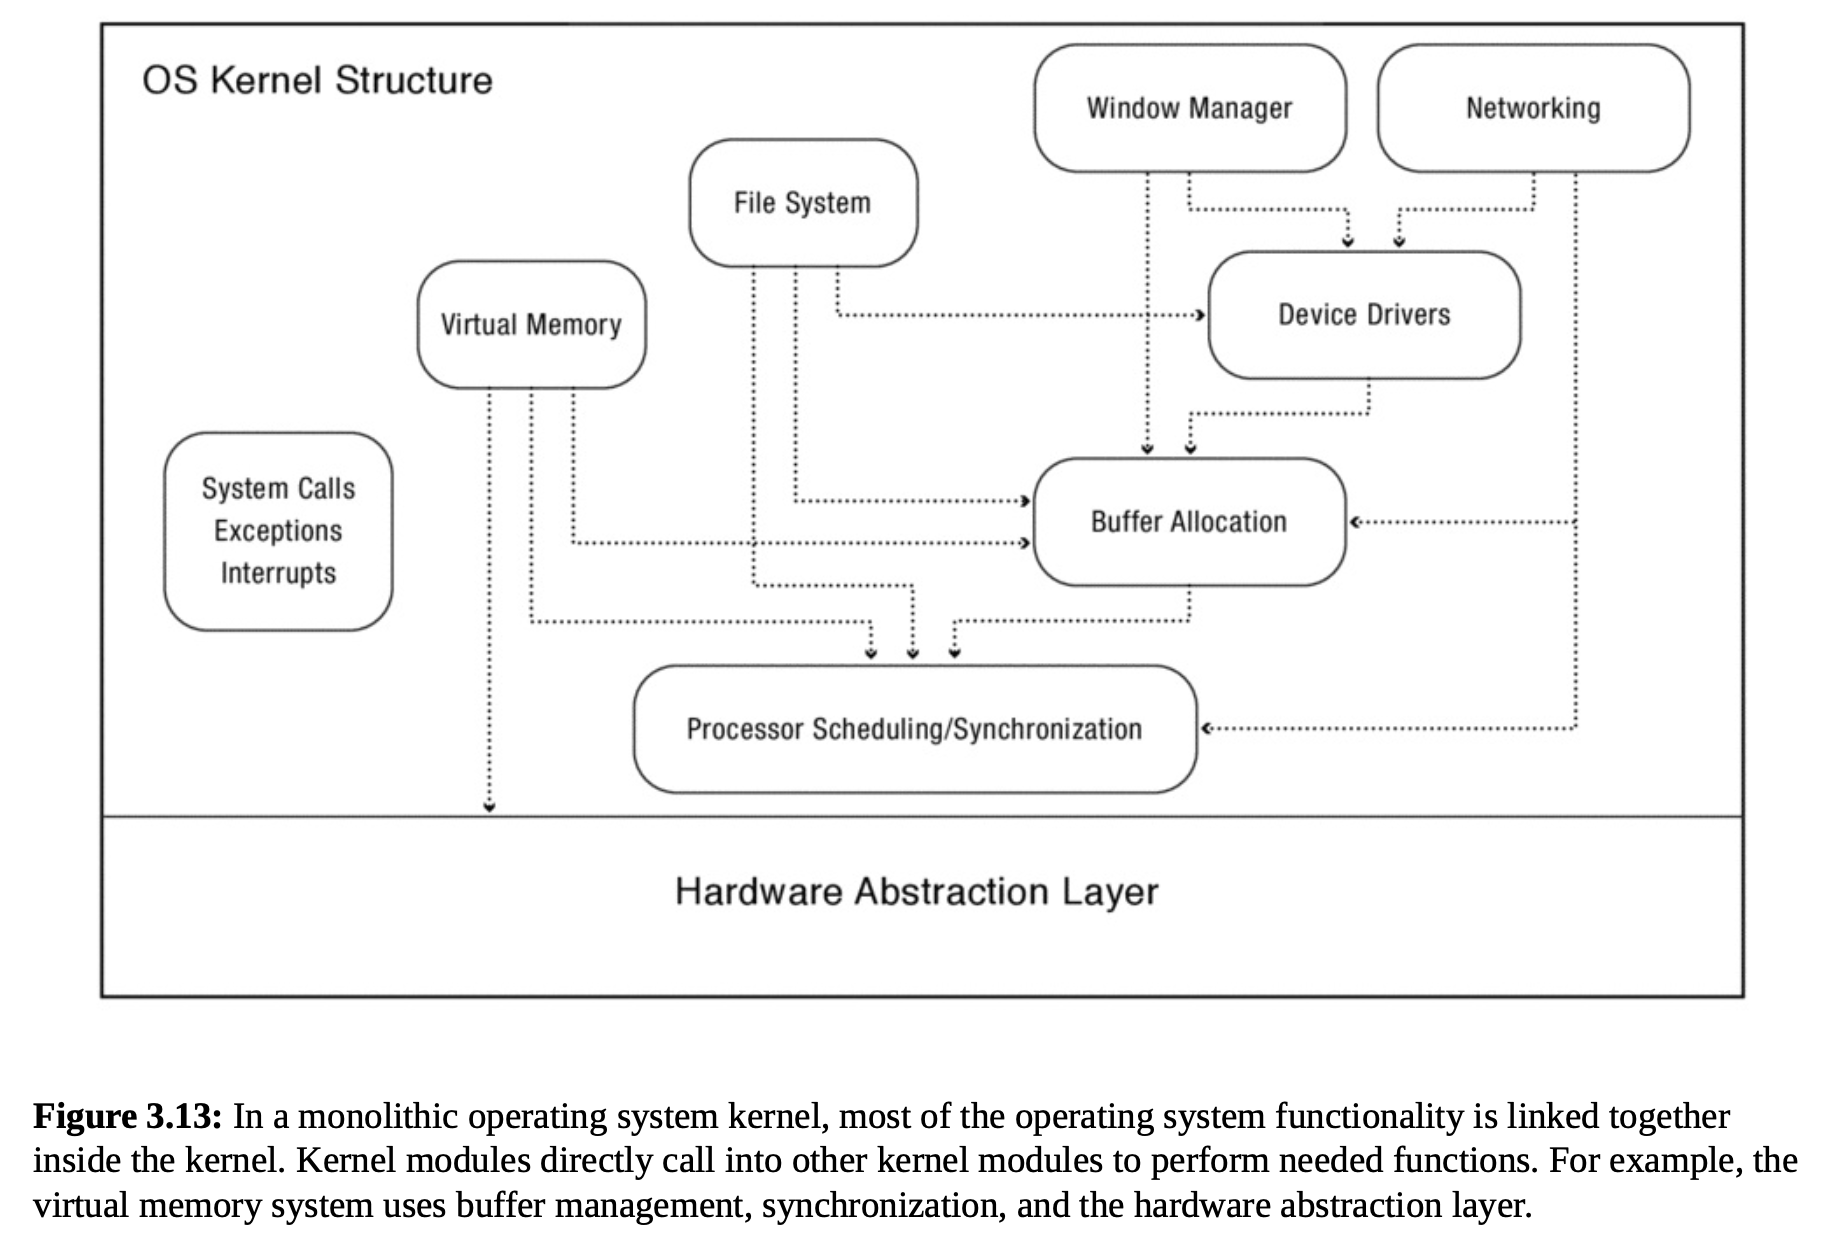 OS Kernel Structure
Window Manager
Networking
File System
Device Drivers
Virtual Memory
System Calls
Exceptions
Interrupts
Buffer Allocation
Processor Scheduling/Synchronization
Hardware Abstraction Layer
Figure 3.13: In a monolithic operating system kernel, most of the operating system functionality is linked together
inside the kernel. Kernel modules directly call into other kernel modules to perform needed functions. For example, the
virtual memory system uses buffer management, synchronization, and the hardware abstraction layer.